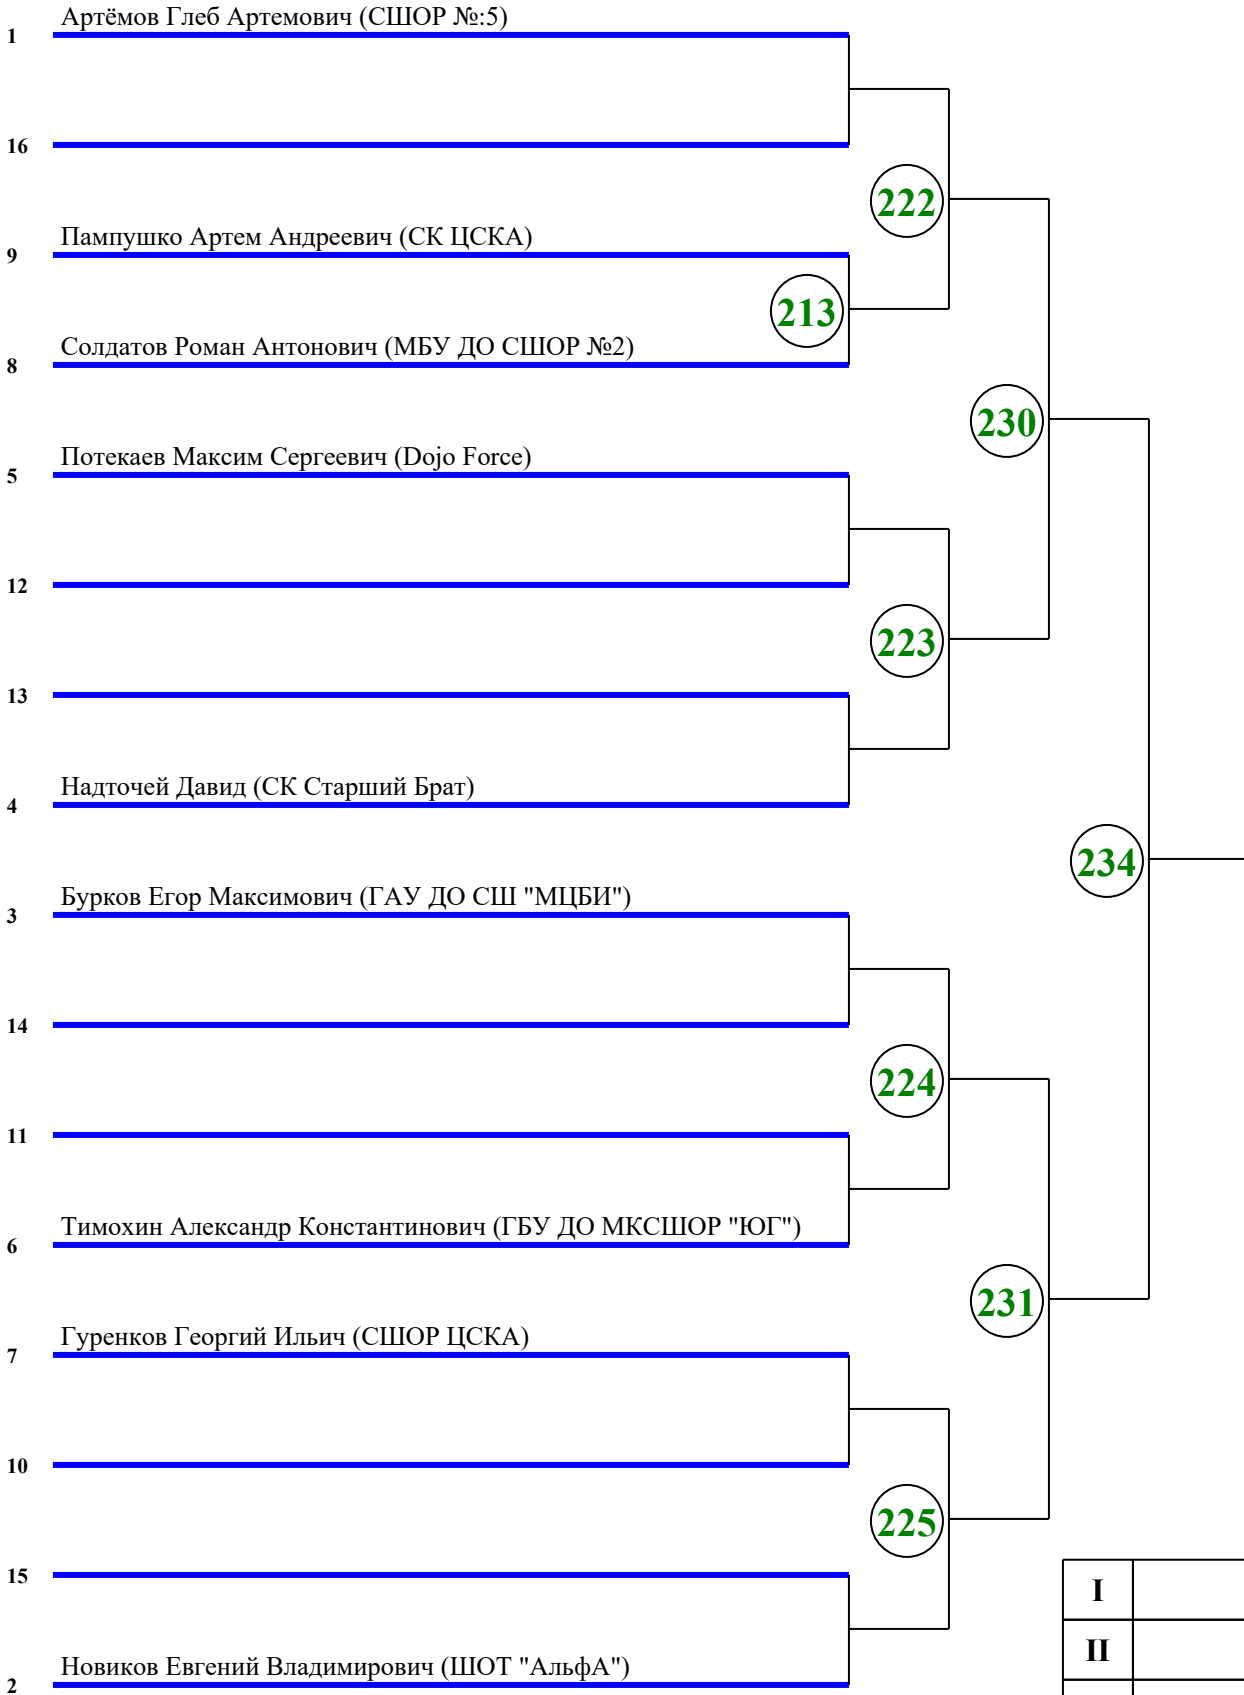 Артёмов Глеб Артемович (СШОР №:5)
1
16
222
Пампушко Артем Андреевич (СК ЦСКА)
9
213
Солдатов Роман Антонович (МБУ ДО СШОР №2)
8
230
Потекаев Максим Сергеевич (Dojo Force)
5
12
223
13
Надточей Давид (СК Старший Брат)
4
234
Бурков Егор Максимович (ГАУ ДО СШ "МЦБИ")
3
14
224
11
Тимохин Александр Константинович (ГБУ ДО МКСШОР "ЮГ")
6
231
Гуренков Георгий Ильич (СШОР ЦСКА)
7
10
225
15
I
II
Новиков Евгений Владимирович (ШОТ "АльфА")
2